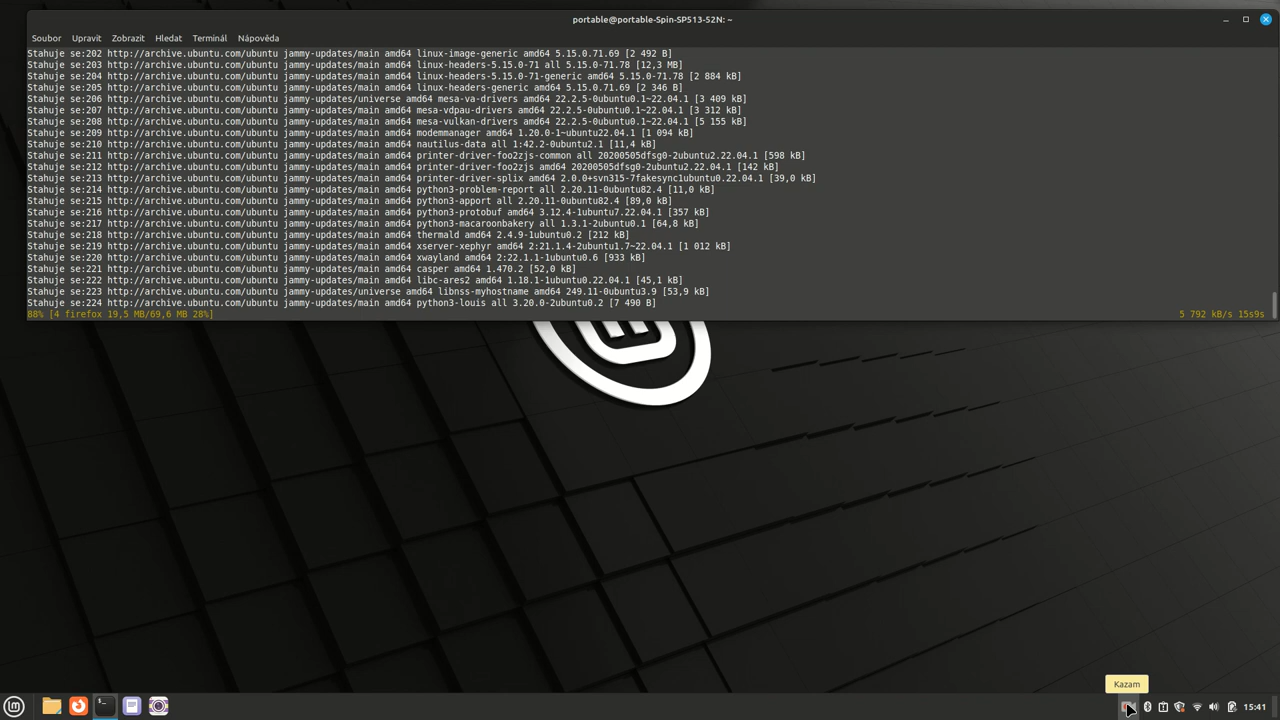 portable@portable-Spin-SP513-52N: ~
Soubor Upravit Zobrazit Hledat Terminál Nápověda
Stahuje se:202 http://archive.ubuntu.com/ubuntu jammy-updates/main amd64 linux-image-generic amd64 5.15.0.71.69 [2 492 B]
Stahuje se:203 http://archive.ubuntu.com/ubuntu jammy-updates/main amd64 linux-headers-5.15.0-71 all 5.15.0-71.78 [12,3 MB]
Stahuje se:204 http://archive.ubuntu.com/ubuntu jammy-updates/main amd64 linux-headers-5.15.0-71-generic amd64 5.15.0-71.78 [2 884 kB]
Stahuje se:205 http://archive.ubuntu.com/ubuntu jammy-updates/main amd64 linux-headers-generic amd64 5.15.0.71.69 [2 346 B]
Stahuje se:206 http://archive.ubuntu.com/ubuntu jammy-updates/universe amd64 mesa-va-drivers amd64 22.2.5-0ubuntu0.1~22.04.1 [3 409 kB]
Stahuje se:207 http://archive.ubuntu.com/ubuntu jammy-updates/main amd64 mesa-vdpau-drivers amd64 22.2.5-0ubuntu0.1~22.04.1 [3 312 kB]
Stahuje se:208 http://archive.ubuntu.com/ubuntu jammy-updates/main amd64 mesa-vulkan-drivers amd64 22.2.5-0ubuntu0.1~22.04.1 [5 155 kB]
Stahuje se:209 http://archive.ubuntu.com/ubuntu jammy-updates/main amd64 modemmanager amd64 1.20.0-1~ubuntu22.04.1 [1 094 kB]
Stahuje se:210 http://archive.ubuntu.com/ubuntu jammy-updates/main amd64 nautilus-data all 1:42.2-0ubuntu2.1 [11,4 kB]
Stahuje se:211 http://archive.ubuntu.com/ubuntu jammy-updates/main amd64 printer-driver-foo2zjs-common all 20200505dfsg0-2ubuntu2.22.04.1 [598 kB]
Stahuje se:212 http://archive.ubuntu.com/ubuntu jammy-updates/main amd64 printer-driver-foo2zjs amd64 20200505dfsg0-2ubuntu2.22.04.1 [142 kB]
Stahuje se:213 http://archive.ubuntu.com/ubuntu jammy-updates/main amd64 printer-driver-splix amd64 2.0.0+svn315-7fakesync1ubuntu0.22.04.1 [39,0 kB]
Stahuje se:214 http://archive.ubuntu.com/ubuntu jammy-updates/main amd64 python3-problem-report all 2.20.11-0ubuntu82.4 [11,0 kB]
Stahuje se:215 http://archive.ubuntu.com/ubuntu jammy-updates/main amd64 python3-apport all 2.20.11-0ubuntu82.4 [89,0 kB]
Stahuje se:216 http://archive.ubuntu.com/ubuntu jammy-updates/main amd64 python3-protobuf amd64 3.12.4-1ubuntu7.22.04.1 [357 kB]
Stahuje se:217 http://archive.ubuntu.com/ubuntu jammy-updates/main amd64 python3-macaroonbakery all 1.3.1-2ubuntu0.1 [64,8 kB]
Stahuje se:218 http://archive.ubuntu.com/ubuntu jammy-updates/main amd64 thermald amd64 2.4.9-1ubuntu0.2 [212 kB]
Stahuje se:219 http://archive.ubuntu.com/ubuntu jammy-updates/main amd64 xserver-xephyr amd64 2:21.1.4-2ubuntu1.7~22.04.1 [1 012 kB]
Stahuje se:220 http://archive.ubuntu.com/ubuntu jammy-updates/main amd64 xwayland amd64 2:22.1.1-1ubuntu0.6 [933 kB]
Stahuje se:221 http://archive.ubuntu.com/ubuntu jammy-updates/main amd64 casper amd64 1.470.2 [52,0 kB]
Stahuje se:222 http://archive.ubuntu.com/ubuntu jammy-updates/main amd64 libc-ares2 amd64 1.18.1-1ubuntu0.22.04.1 [45,1 kB]
Stahuje se:223 http://archive.ubuntu.com/ubuntu jammy-updates/universe amd64 libnss-myhostname amd64 249.11-0ubuntu3.9 [53,9 kB]
Stahuje se:224 http://archive.ubuntu.com/ubuntu jammy-updates/main amd64 python3-louis all 3.20.0-2ubuntu0.2 [7 490 B]
88% [4 firefox 19,5 MB/69,6 MB 28%] 5 792 kB/s 15s9s
Kazam
15:41